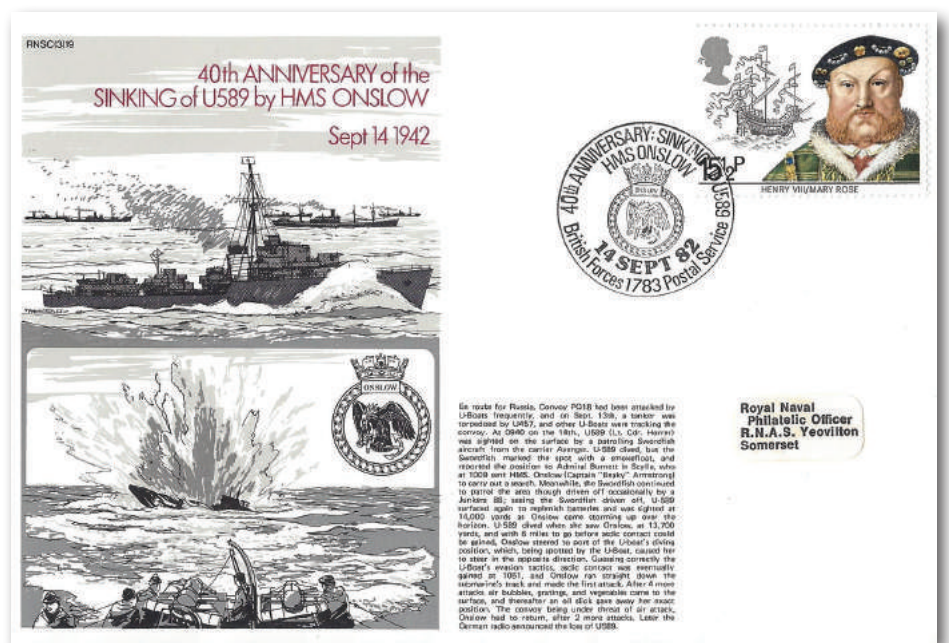 RNSC(3)19
40th ANNIVERSARY of the
SINKING of U589 by HMS ONSLOW
Sept 14 1942
ONSLOW
40th ANNIVERSARY: SINKING U589
HMS ONSLOW
ONSLOW
14 SEPT 82
British Forces 1783 Postal Service
15½P
HENRY VIII/MARY ROSE
En route for Russia, Convoy PQ18 had been attacked by
U-Boats frequently, and on Sept. 13th, a tanker was
torpedoed by U457, and other U-Boats were tracking the
convoy. At 0940 on the 14th., U589 (Lt. Cdr. Horrer)
was sighted on the surface by a patrolling Swordfish
aircraft from the carrier Avenger. U-589 dived, but the
Swordfish marked the spot with a smokefloat, and
reported the position to Admiral Burnett in Scylla, who
at 1009 sent HMS. Onslow (Captain "Beaky" Armstrong)
to carry out a search. Meanwhile, the Swordfish continued
to patrol the area though driven off occasionally by a
Junkers 88; seeing the Swordfish driven off, U-589
surfaced again to replenish batteries and was sighted at
14,000 yards as Onslow came storming up over the
horizon. U-589 dived when she saw Onslow, at 13,700
yards, and with 6 miles to go before asdic contact could
be gained, Onslow steered to port of the U-boat's diving
position, which, being spotted by the U-Boat, caused her
to steer in the opposite direction. Guessing correctly the
U-Boat's evasion tactics, asdic contact was eventually
gained at 1051, and Onslow ran straight down the
submarine's track and made the first attack. After 4 more
attacks air bubbles, gratings, and vegetables came to the
surface, and thereafter an oil slick gave away her exact
position. The convoy being under threat of air attack,
Onslow had to return, after 2 more attacks. Later the
German radio announced the loss of U589.
Royal Naval
Philatelic Officer
R.N.A.S. Yeovilton
Somerset